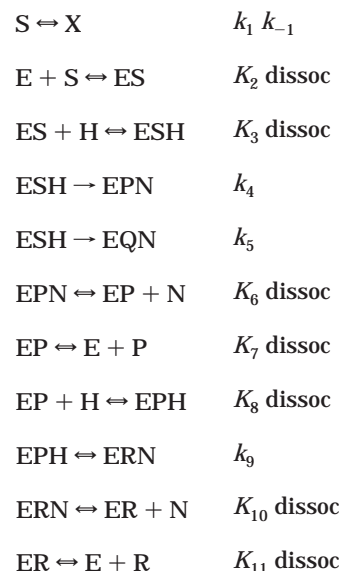 S ⇔ X k₁ k₋₁
E + S ⇔ ES K₂ dissoc
ES + H ⇔ ESH K₃ dissoc
ESH → EPN k₄
ESH → EQN k₅
EPN ⇔ EP + N K₆ dissoc
EP ⇔ E + P K₇ dissoc
EP + H ⇔ EPH K₈ dissoc
EPH ⇔ ERN k₉
ERN ⇔ ER + N K₁₀ dissoc
ER ⇔ E + R K₁₁ dissoc